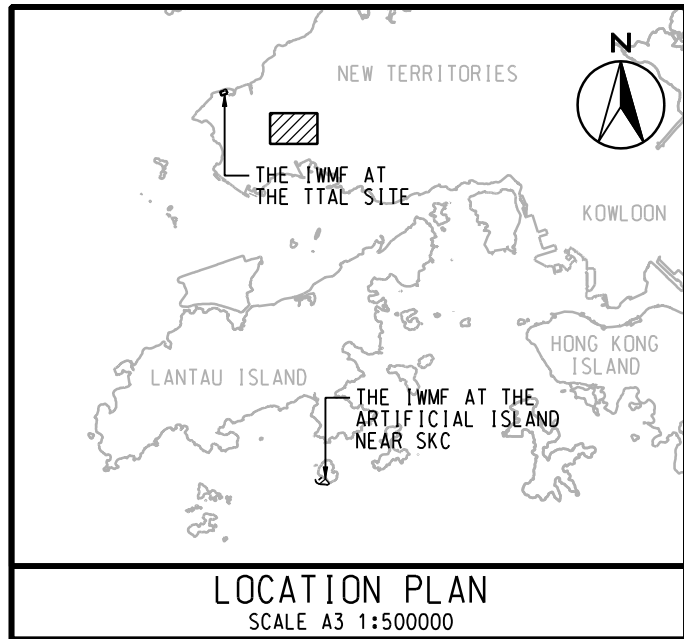 N
NEW TERRITORIES
THE IWMF AT
THE TTAL SITE
KOWLOON
HONG KONG
ISLAND
LANTAU ISLAND
THE IWMF AT THE
ARTIFICIAL ISLAND
NEAR SKC
LOCATION PLAN
SCALE A3 1:500000